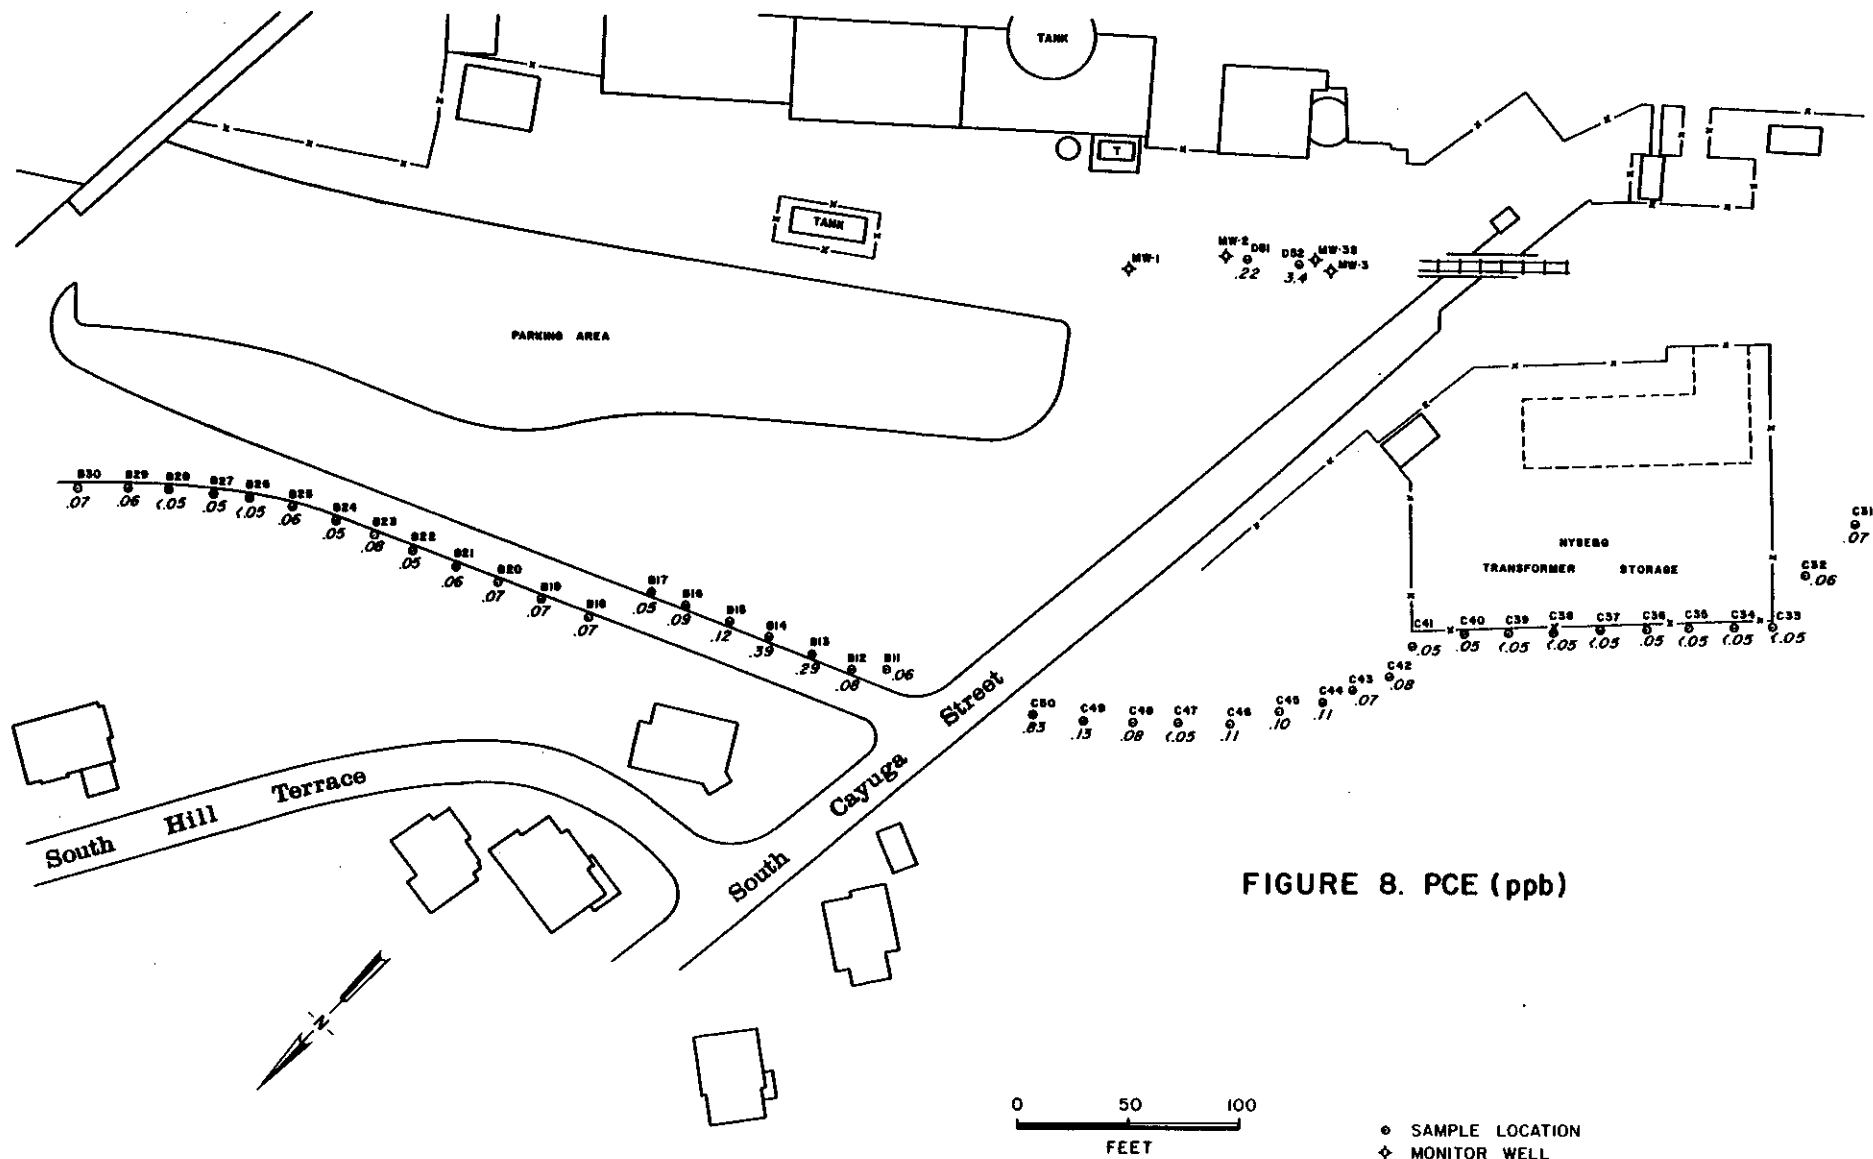 TANK
T
TANK
MW-1
MW-2
DS1
.22
DS2
3.4
MW-3S
MW-3
PARKING AREA
B30
.07
B29
.06
B28
<.05
B27
.05
B26
<.05
B25
.06
B24
.05
B23
.08
B22
.05
B21
.06
B20
.07
B19
.07
B18
.07
B17
.05
B16
.09
B15
.12
B14
.39
B13
.29
B12
.08
B11
.06
C31
.07
C32
.06
NYSEG
TRANSFORMER STORAGE
C33
<.05
C34
<.05
C35
<.05
C36
.05
C37
<.05
C38
<.05
C39
<.05
C40
.05
C41
.05
C42
.08
C43
.07
C44
.11
C45
.10
C46
.11
C47
<.05
C48
.08
C49
.13
C50
.83
South Cayuga Street
South Hill Terrace
FIGURE 8. PCE (ppb)
N
0 50 100
FEET
SAMPLE LOCATION
MONITOR WELL